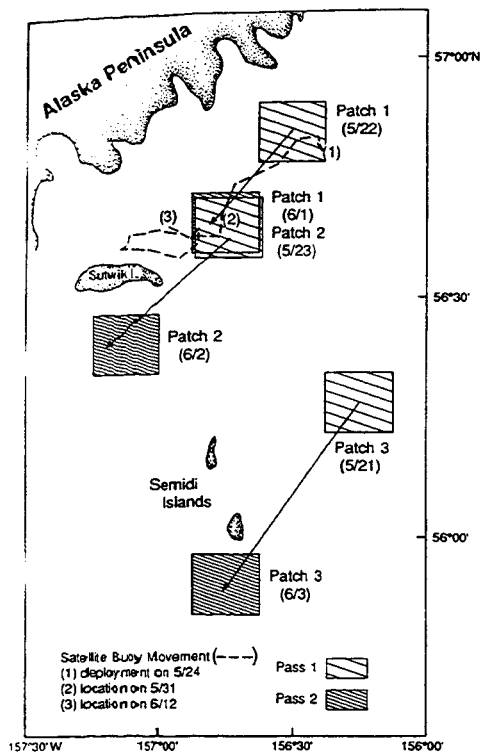 Alaska Peninsula
57°00'N
Patch 1
(5/22)
(1)
Patch 1
(6/1)
(3)
(2)
Patch 2
(5/23)
Sutwik I.
56°30'
Patch 2
(6/2)
Patch 3
(5/21)
Semidi
Islands
56°00'
Patch 3
(6/3)
Satellite Buoy Movement (----)
(1) deployment on 5/24
(2) location on 5/31
(3) location on 6/12
Pass 1
Pass 2
157°30'W
157°00'
156°30'
156°00'